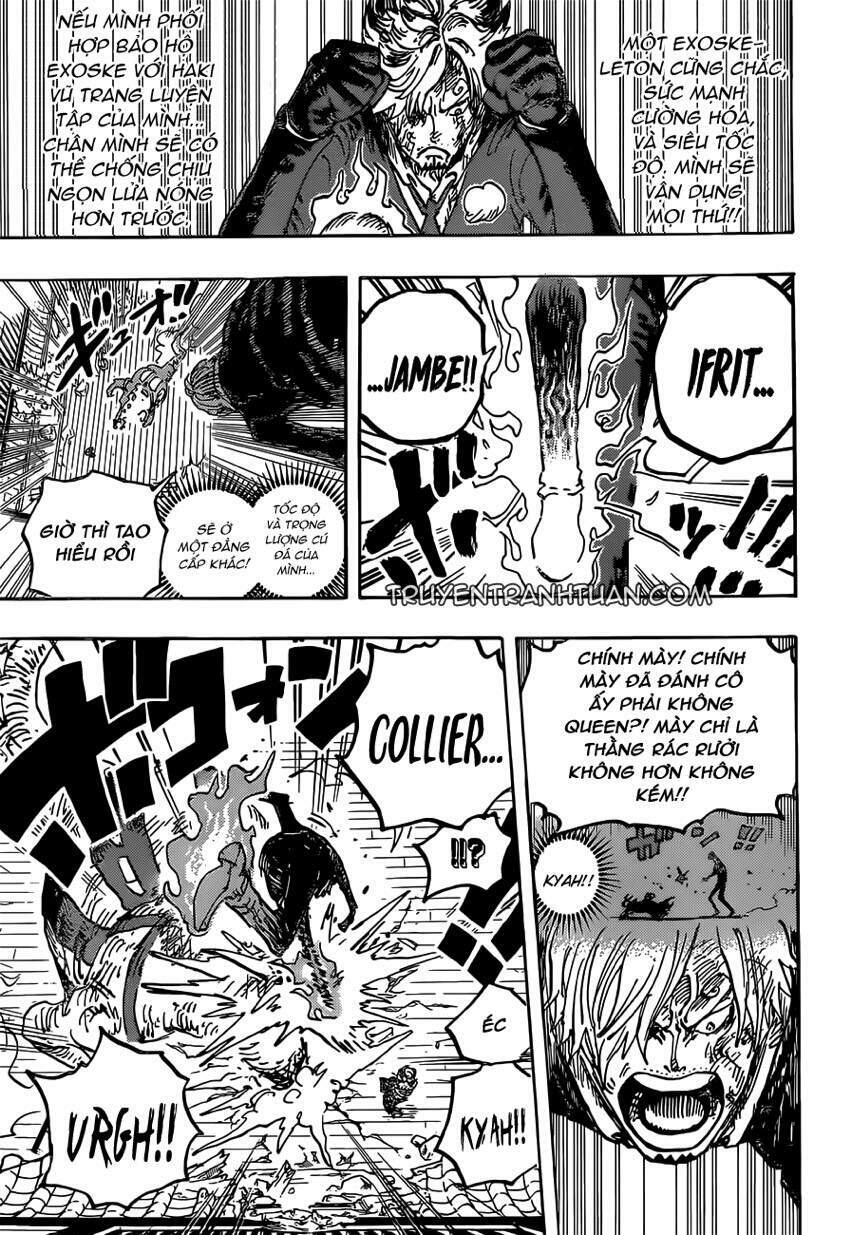 MỘT EXOSKE-
LETON CỨNG CHẮC,
SỨC MẠNH
CƯỜNG HÓA,
VÀ SIÊU TỐC
ĐỘ. MÌNH SẼ
VẬN DỤNG
MỌI THỨ!!
NẾU MÌNH PHỐI
HỢP BẢO HỘ
EXOSKE VỚI HAKI
VŨ TRANG LUYỆN
TẬP CỦA MÌNH...
CHÂN MÌNH SẼ CÓ
THỂ CHỐNG CHỊU
NGỌN LỬA NÓNG
HƠN TRƯỚC.
IFRIT...
...JAMBE!!
ギュオ!!
TỐC ĐỘ
VÀ TRỌNG
LƯỢNG CÚ
ĐÁ CỦA
MÌNH...
SẼ Ở
MỘT ĐẲNG
CẤP KHÁC!
GIỜ THÌ TAO
HIỂU RỒI
TRUYENTRANHTUAN.COM
CHÍNH MÀY! CHÍNH
MÀY ĐÃ ĐÁNH CÔ
ẤY PHẢI KHÔNG
QUEEN?! MÀY CHỈ LÀ
THẰNG RÁC RƯỞI
KHÔNG HƠN KHÔNG
KÉM!!
KYAH!!
COLLIER...
!!?
ÉC
KYAH!!
URGH!!